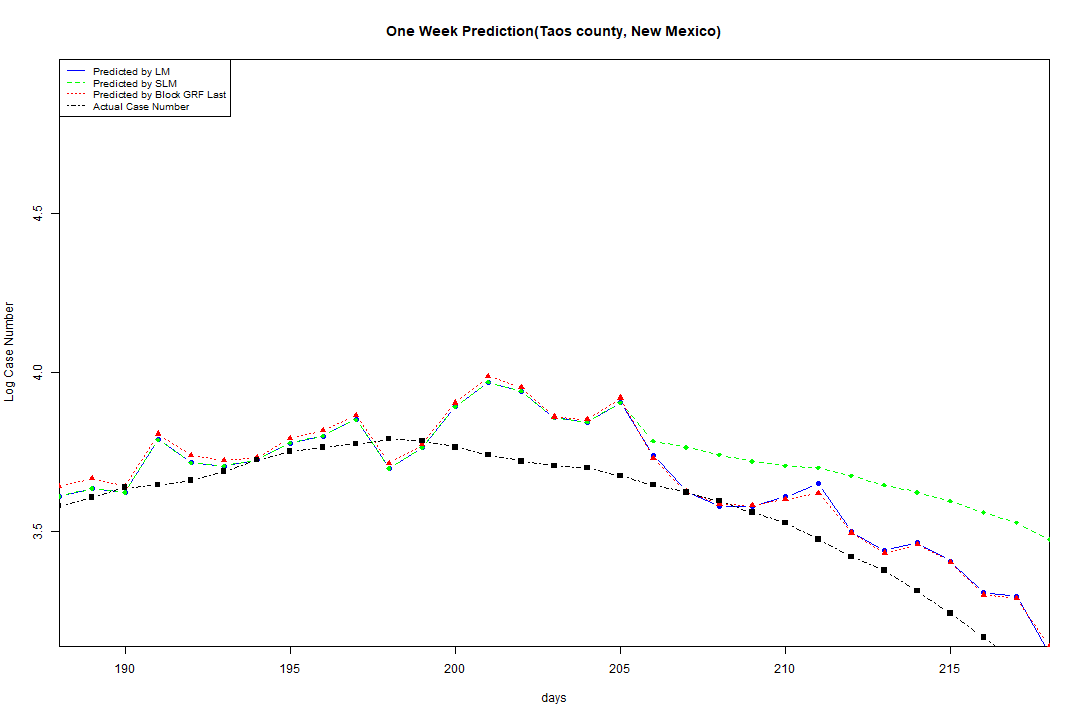 One Week Prediction(Taos county, New Mexico)
Predicted by LM
Predicted by SLM
Predicted by Block GRF Last
Actual Case Number
4.5
4.0
3.5
Log Case Number
190 195 200 205 210 215
days